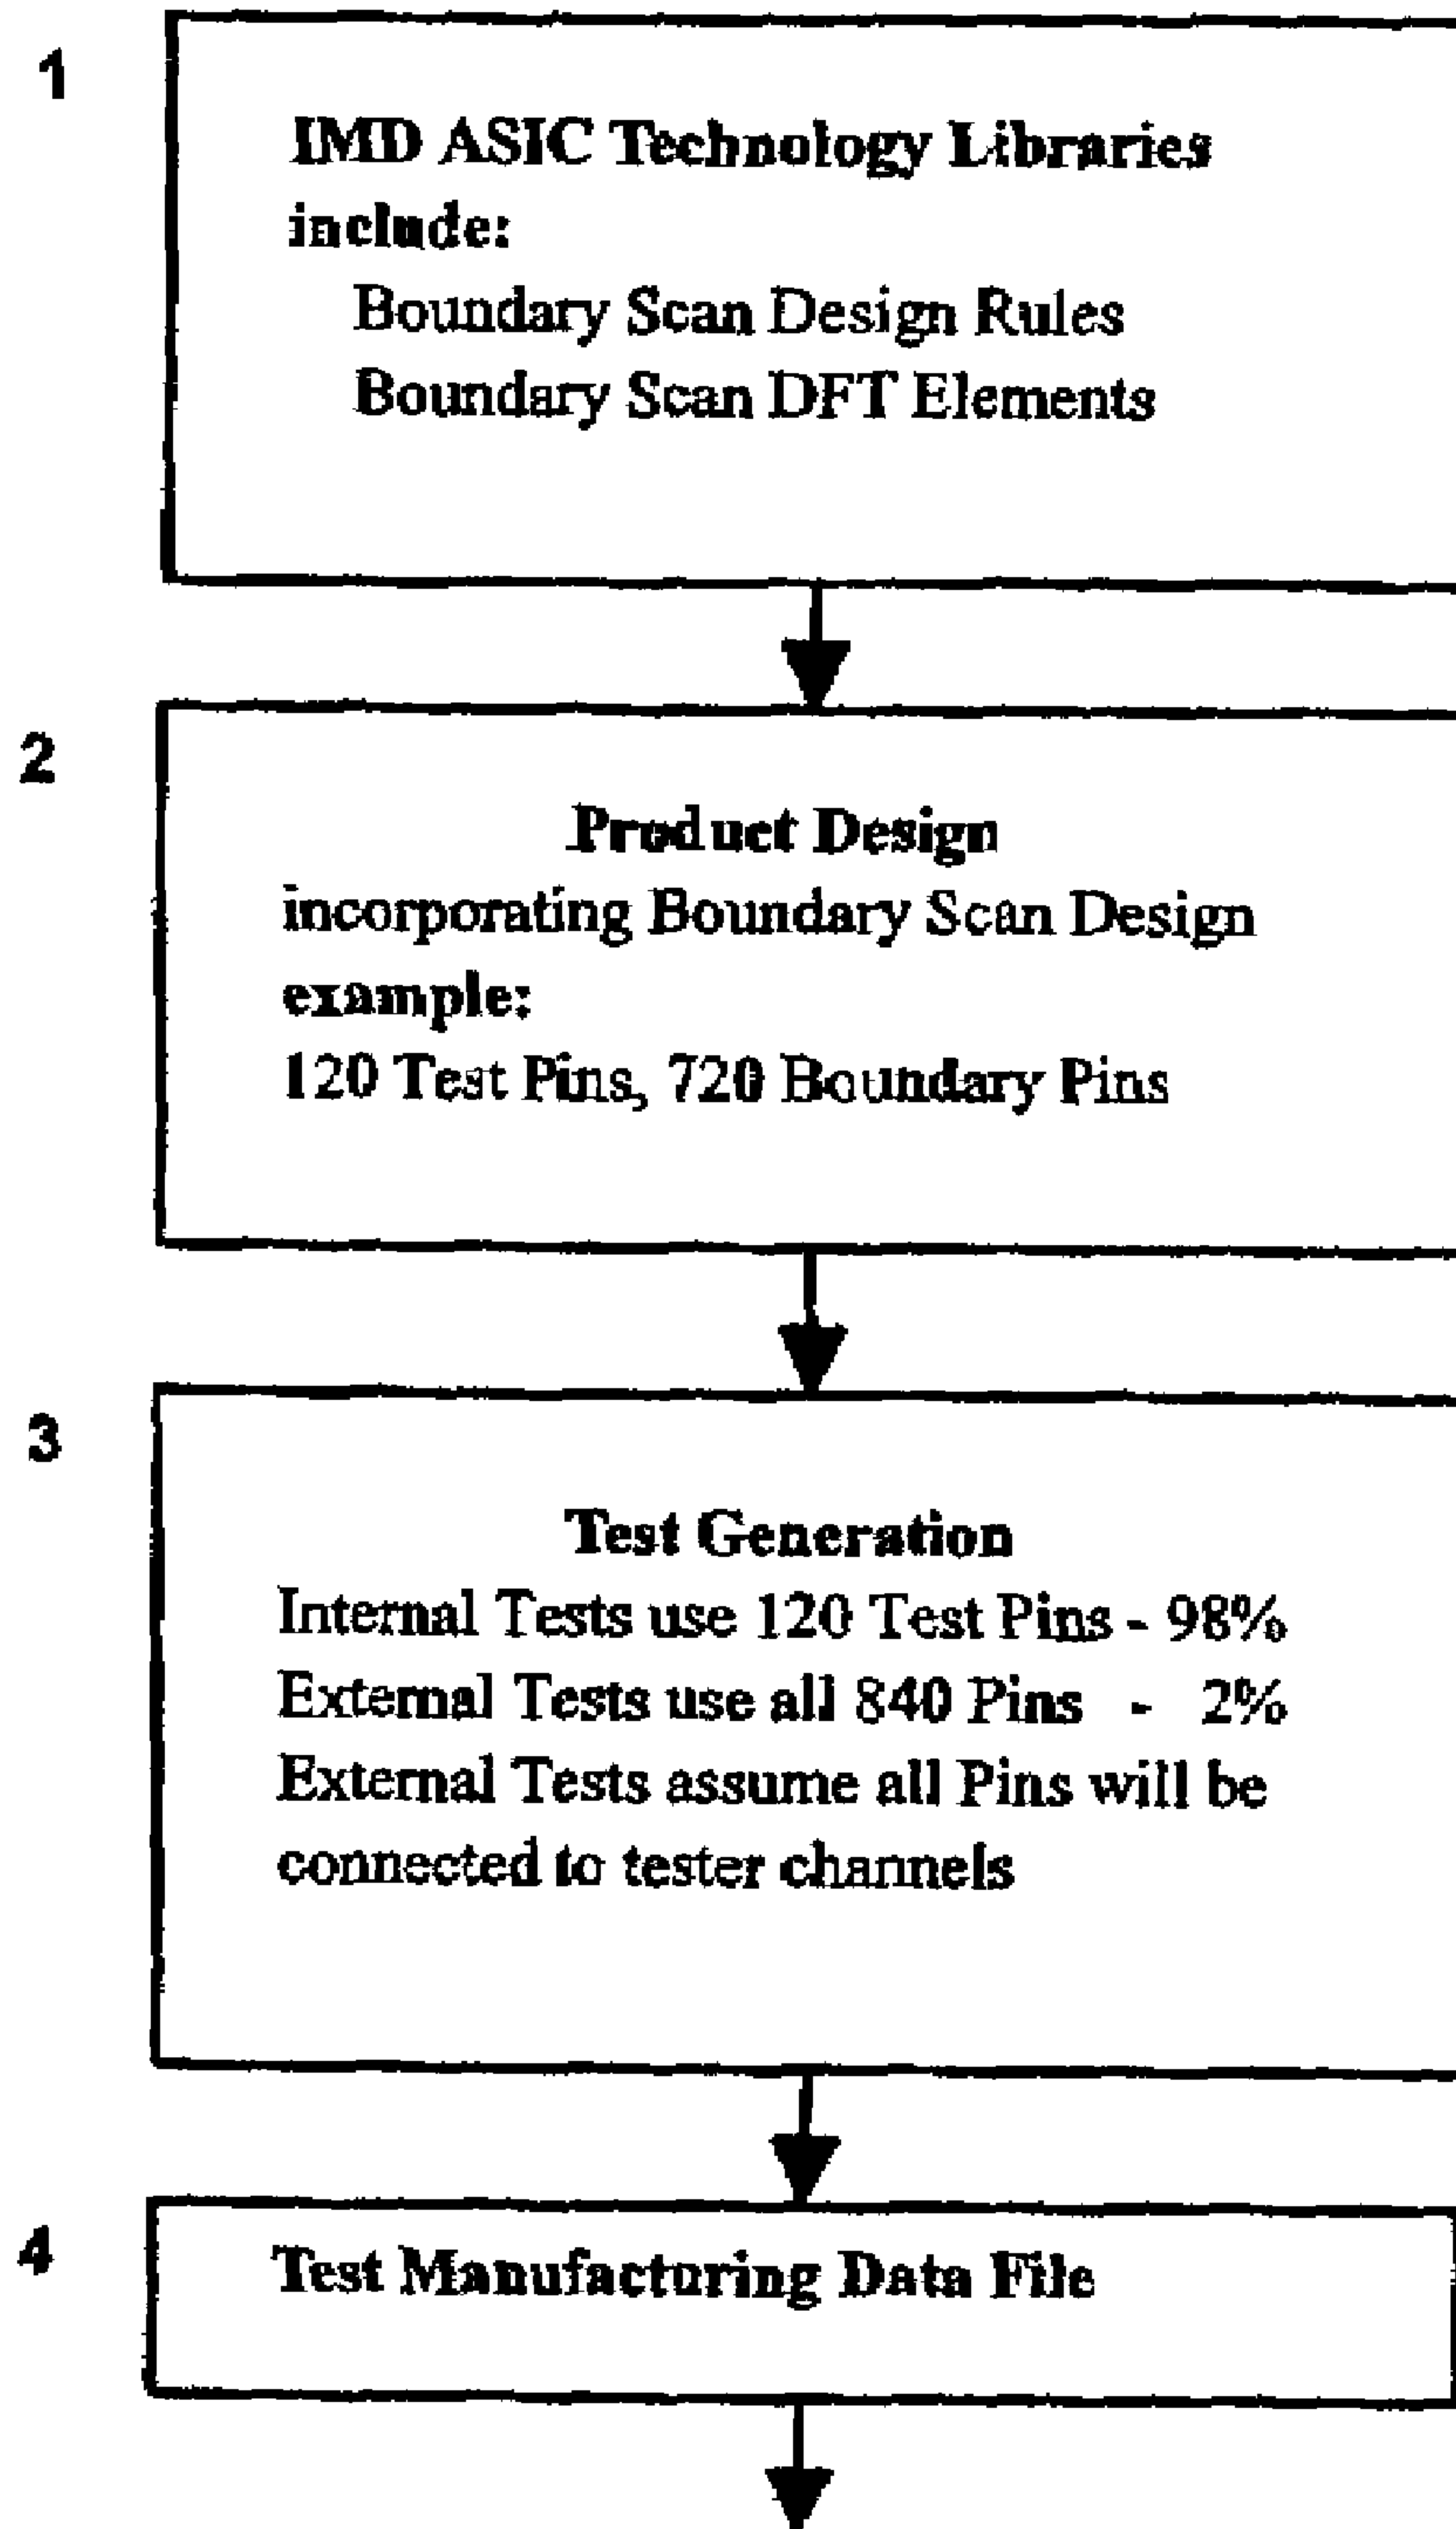 1
IMD ASIC Technology Libraries
include:
Boundary Scan Design Rules
Boundary Scan DFT Elements
2
Product Design
incorporating Boundary Scan Design
example:
120 Test Pins, 720 Boundary Pins
3
Test Generation
Internal Tests use 120 Test Pins - 98%
External Tests use all 840 Pins - 2%
External Tests assume all Pins will be
connected to tester channels
4
Test Manufacturing Data File